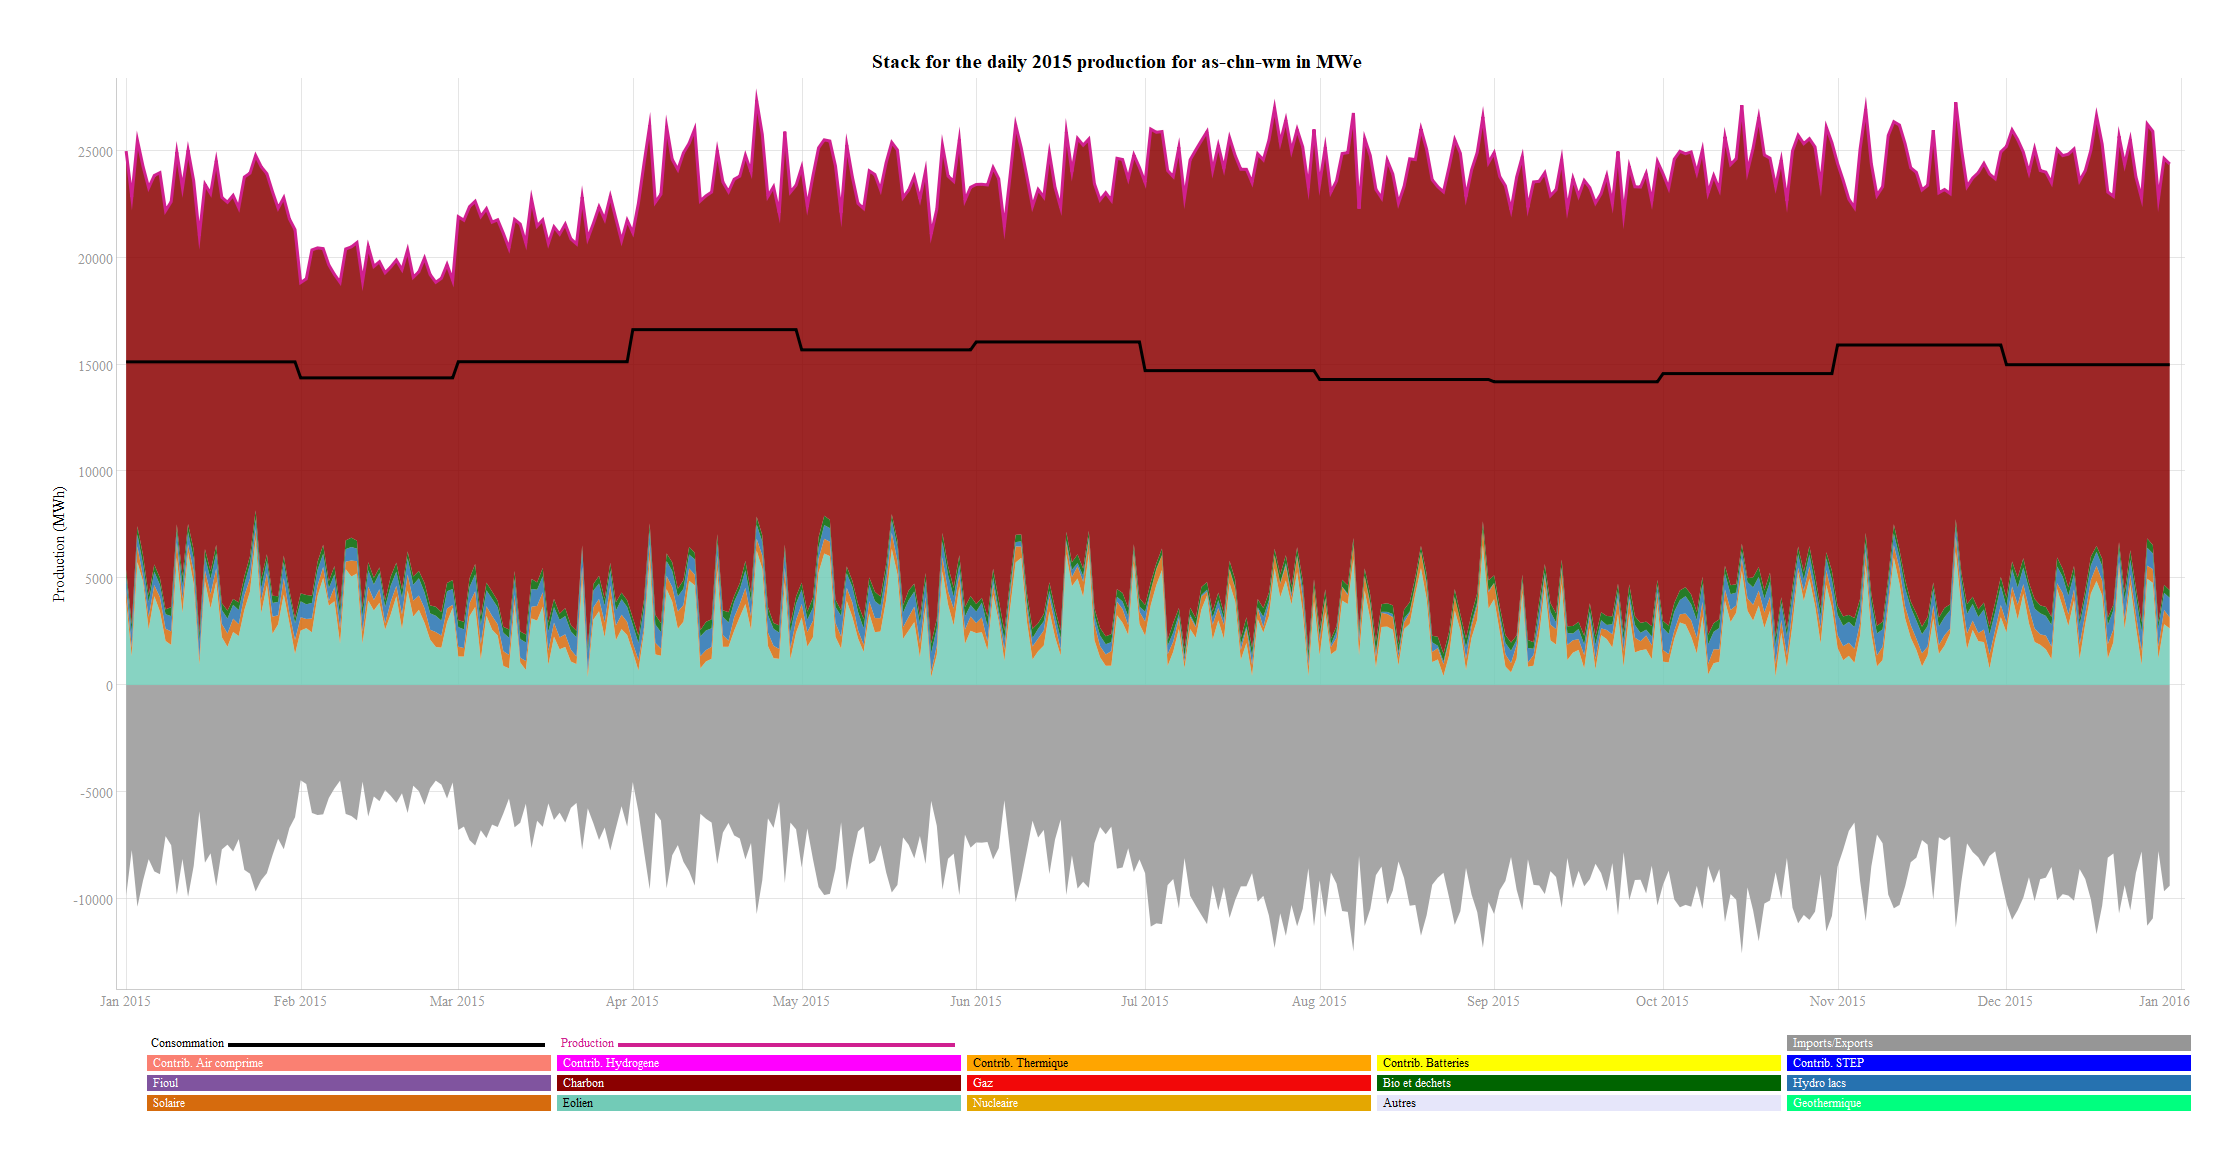 Stack for the daily 2015 production for as-chn-wm in MWe
Production (MWh)
25000
20000
15000
10000
5000
0
-5000
-10000
Jan 2015 Feb 2015 Mar 2015 Apr 2015 May 2015 Jun 2015 Jul 2015 Aug 2015 Sep 2015 Oct 2015 Nov 2015 Dec 2015 Jan 2016
Consommation Production Imports/Exports
Contrib. Air comprime Contrib. Hydrogene Contrib. Thermique Contrib. Batteries Contrib. STEP
Fioul Charbon Gaz Bio et dechets Hydro lacs
Solaire Eolien Nucleaire Autres Geothermique